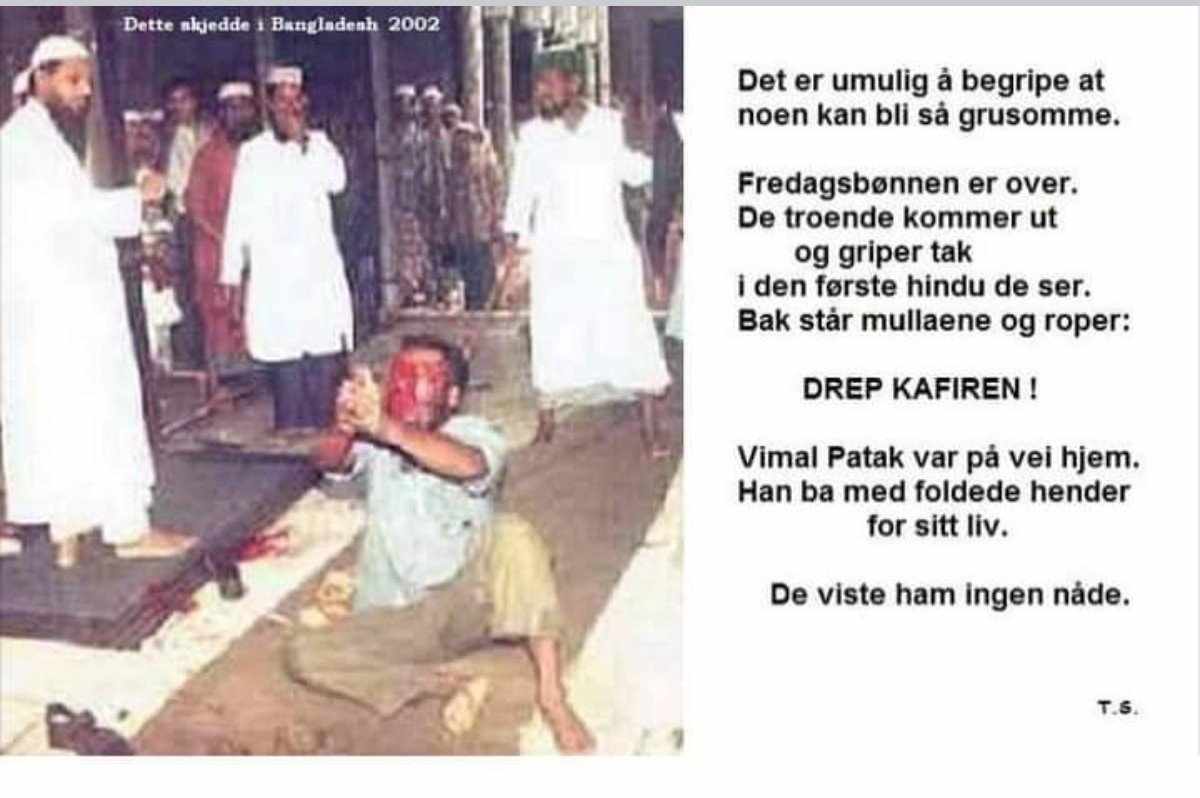 Dette skjedde i Bangladesh 2002
Det er umulig å begripe at
noen kan bli så grusomme.
Fredagsbønnen er over.
De troende kommer ut
og griper tak
i den første hindu de ser.
Bak står mullaene og roper:
DREP KAFIREN !
Vimal Patak var på vei hjem.
Han ba med foldede hender
for sitt liv.
De viste ham ingen nåde.
T.S.